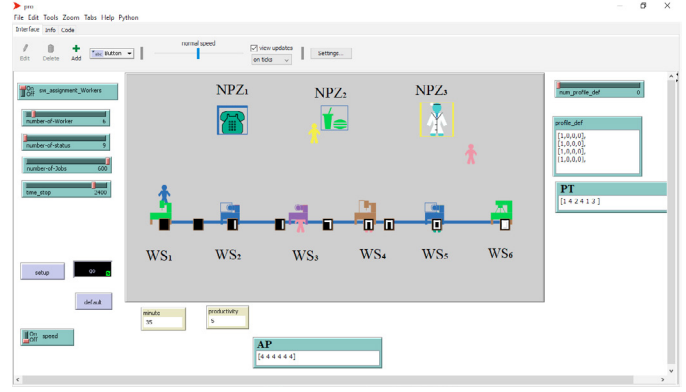 pno
File Edit Tools Zoom Tabs Help Python
Interface Info Code
Edit Delete Add
Button
normal speed
view updates
on ticks
Settings...
On Off sw_assignment_Workers
number-of-Worker 6
number-of-status 9
number-of-Jobs 600
time_stop 2400
setup
go
default
On Off speed
NPZ1 NPZ2 NPZ3
WS1 WS2 WS3 WS4 WS5 WS6
minute
35
productivity
5
AP
[4 4 4 4 4 4]
num_profile_def 0
profile_def
[1,0,0,0],
[1,0,0,0],
[1,0,0,0],
[1,0,0,0],
PT
[1 4 2 4 1 3 ]